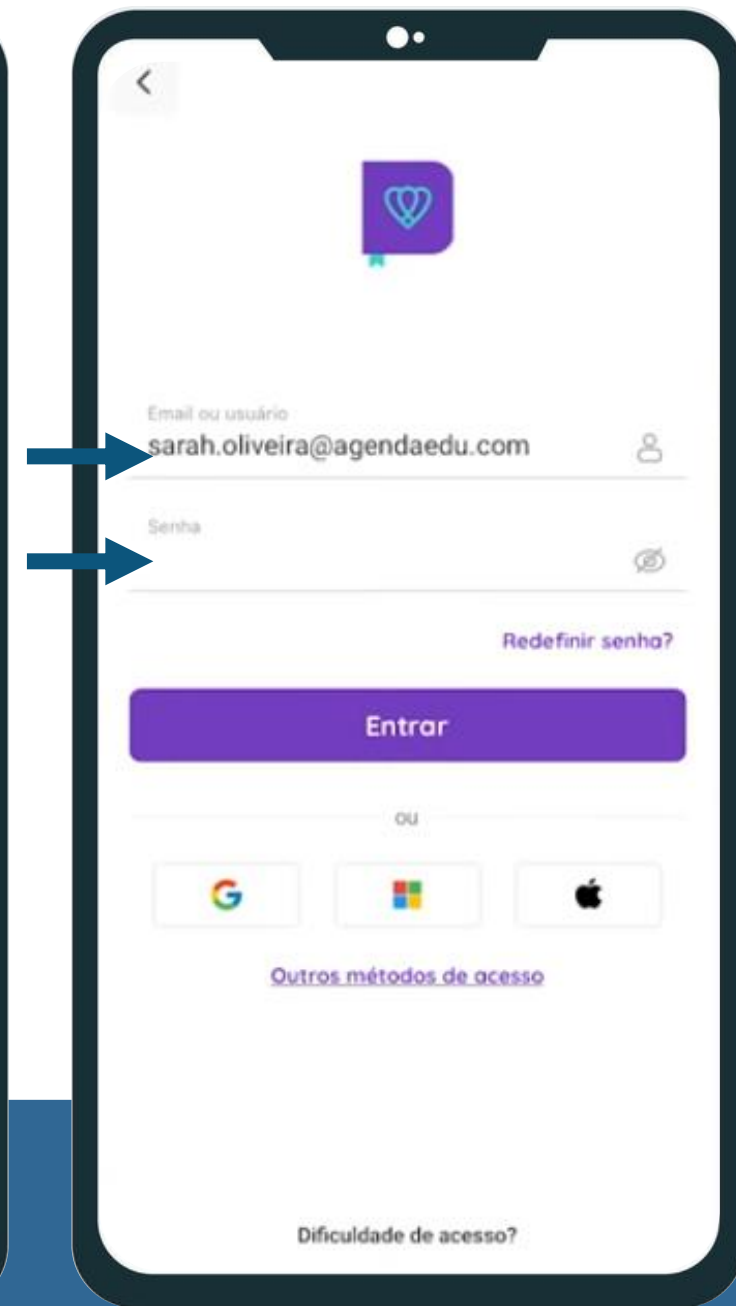 Email ou usuário
sarah.oliveira@agendaedu.com
Senha
Redefinir senha?
Entrar
ou
Outros métodos de acesso
Dificuldade de acesso?